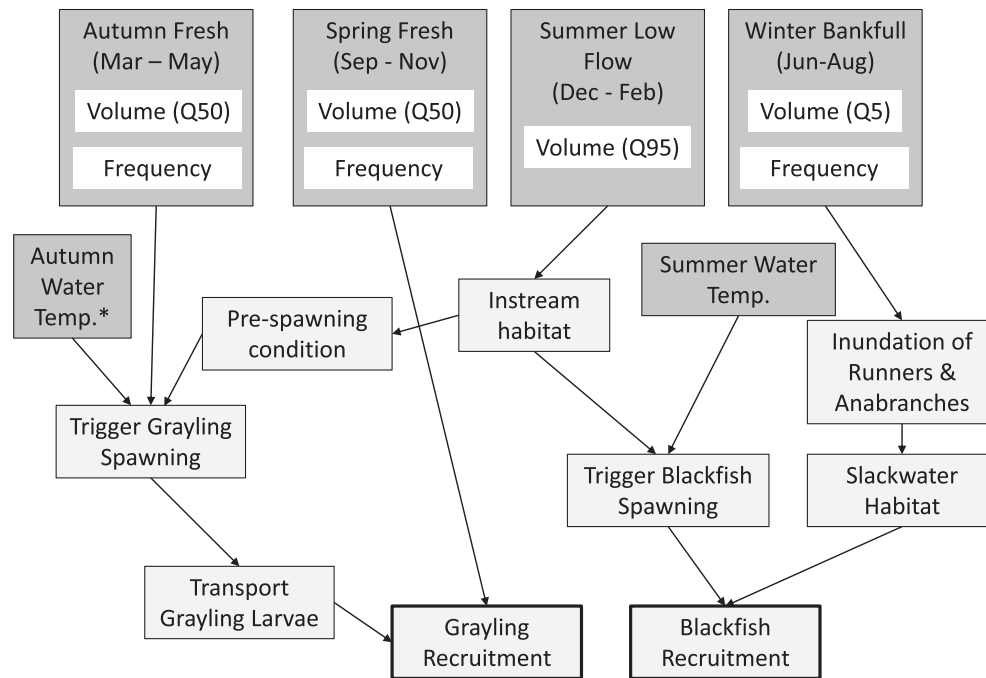 Autumn Fresh
(Mar – May)
Volume (Q50)
Frequency
Spring Fresh
(Sep - Nov)
Volume (Q50)
Frequency
Summer Low
Flow
(Dec - Feb)
Volume (Q95)
Winter Bankfull
(Jun-Aug)
Volume (Q5)
Frequency
Autumn
Water
Temp.*
Pre-spawning
condition
Instream
habitat
Summer Water
Temp.
Inundation of
Runners &
Anabranches
Trigger Grayling
Spawning
Trigger Blackfish
Spawning
Slackwater
Habitat
Transport
Grayling Larvae
Grayling
Recruitment
Blackfish
Recruitment